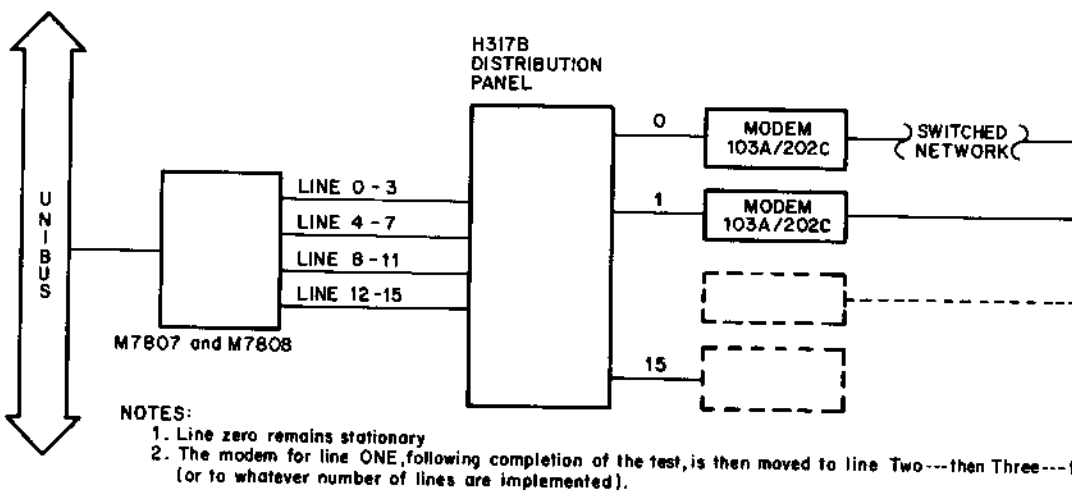 H317B
DISTRIBUTION
PANEL
UNIBUS
LINE 0-3
LINE 4-7
LINE 8-11
LINE 12-15
M7807 and M7808
0
MODEM
103A/202C
SWITCHED
NETWORK
1
MODEM
103A/202C
15
NOTES:
1. Line zero remains stationary
2. The modem for line ONE, following completion of the test, is then moved to line Two---then Three---
(or to whatever number of lines are implemented).